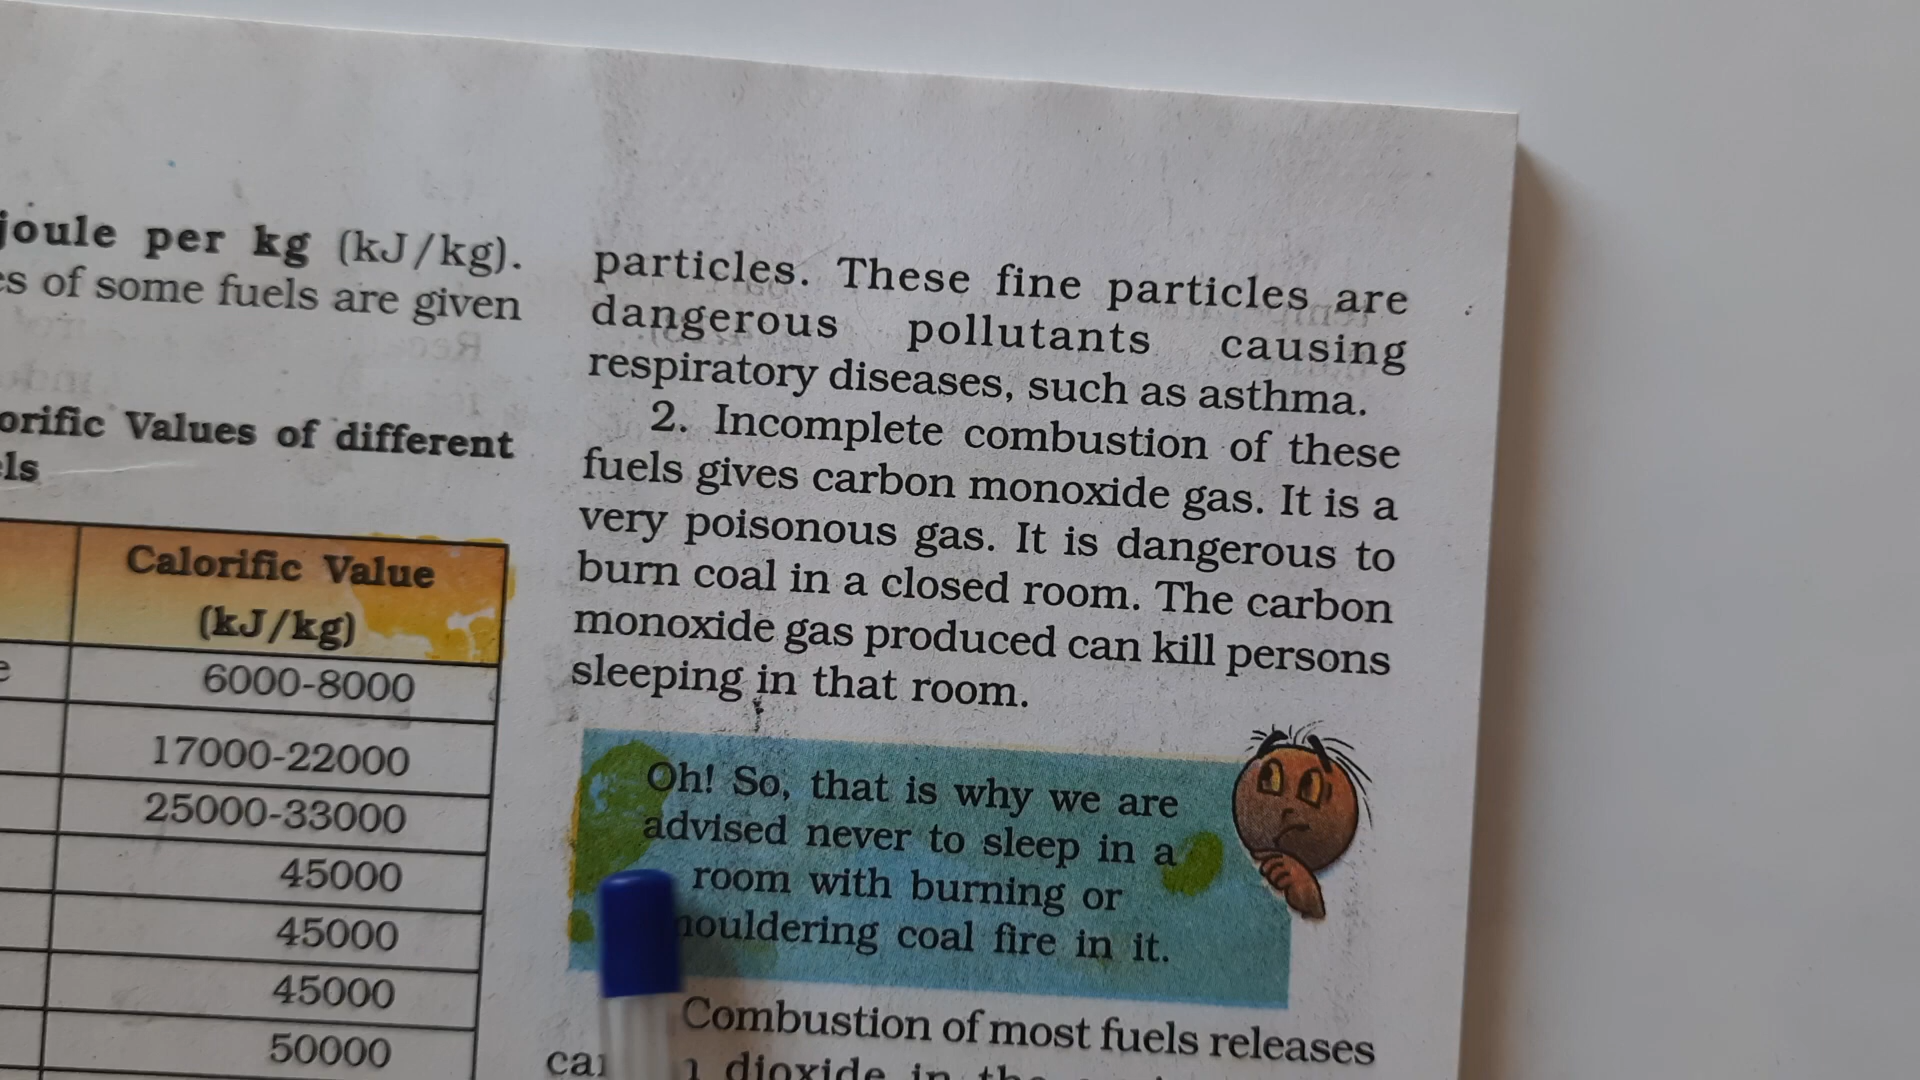 joule per kg (kJ/kg).
of some fuels are given
Values of different
Calorific Value
(kJ/kg)
6000-8000
17000-22000
25000-33000
45000
45000
45000
50000
particles. These fine particles are
dangerous pollutants causing
respiratory diseases, such as asthma.
2. Incomplete combustion of these
fuels gives carbon monoxide gas. It is a
very poisonous gas. It is dangerous to
burn coal in a closed room. The carbon
monoxide gas produced can kill persons
sleeping in that room.
Oh! So, that is why we are
advised never to sleep in a
room with burning or
coal fire in it.
Combustion of most fuels releases
dioxide in